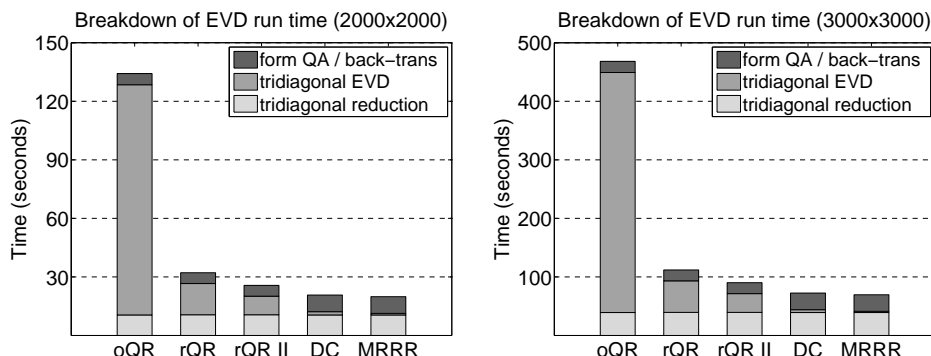 Breakdown of EVD run time (2000x2000)
150
120
90
60
30
Time (seconds)
form QA / back−trans
tridiagonal EVD
tridiagonal reduction
oQR rQR rQR II DC MRRR
Breakdown of EVD run time (3000x3000)
500
400
300
200
100
Time (seconds)
form QA / back−trans
tridiagonal EVD
tridiagonal reduction
oQR rQR rQR II DC MRRR